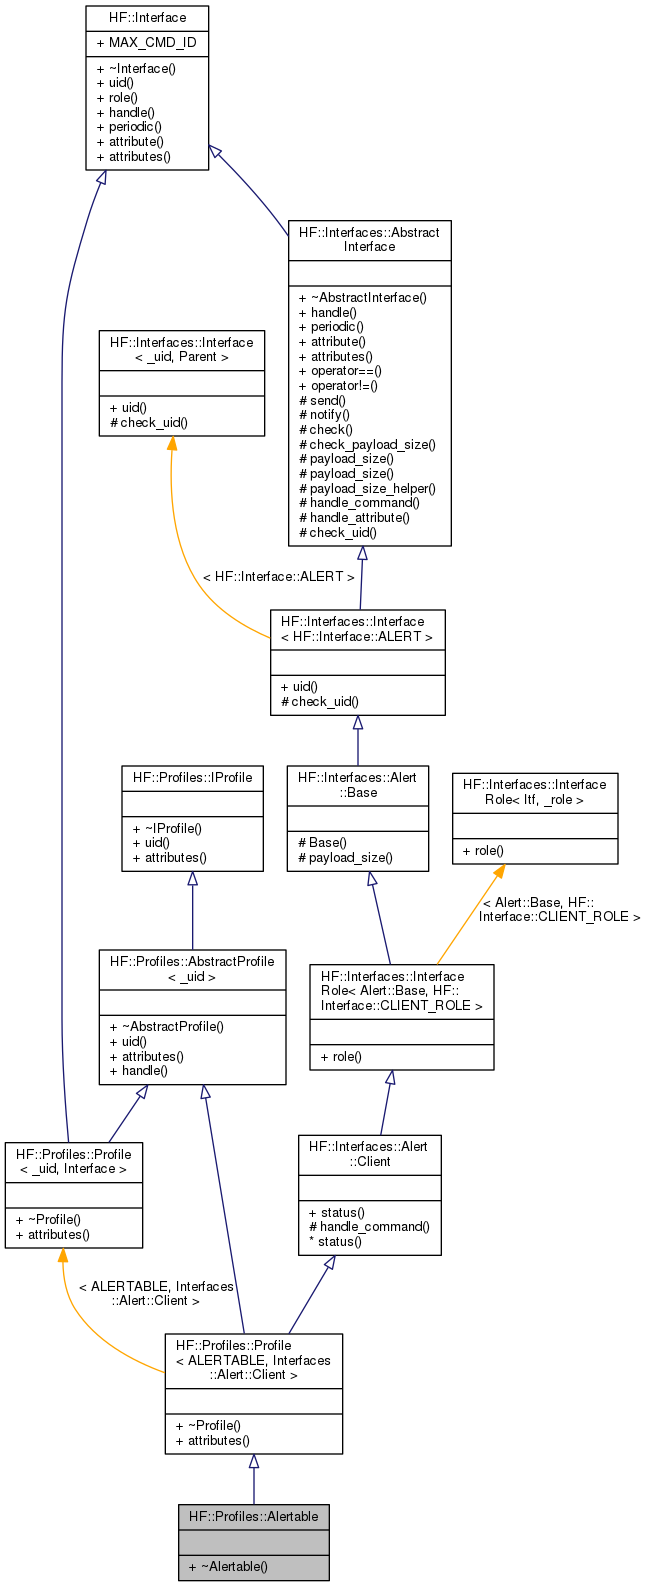 HF::Interface
+ MAX_CMD_ID
+ ~Interface()
+ uid()
+ role()
+ handle()
+ periodic()
+ attribute()
+ attributes()
HF::Interfaces::Abstract
Interface
+ ~AbstractInterface()
+ handle()
+ periodic()
+ attribute()
+ attributes()
+ operator==()
+ operator!=()
# send()
# notify()
# check()
# check_payload_size()
# payload_size()
# payload_size()
# payload_size_helper()
# handle_command()
# handle_attribute()
# check_uid()
HF::Interfaces::Interface
< _uid, Parent >
+ uid()
# check_uid()
< HF::Interface::ALERT >
HF::Interfaces::Interface
< HF::Interface::ALERT >
+ uid()
# check_uid()
HF::Profiles::IProfile
+ ~IProfile()
+ uid()
+ attributes()
HF::Interfaces::Alert
::Base
# Base()
# payload_size()
HF::Interfaces::Interface
Role< Itf, _role >
+ role()
< Alert::Base, HF::
Interface::CLIENT_ROLE >
HF::Profiles::AbstractProfile
< _uid >
+ ~AbstractProfile()
+ uid()
+ attributes()
+ handle()
HF::Interfaces::Interface
Role< Alert::Base, HF::
Interface::CLIENT_ROLE >
+ role()
HF::Profiles::Profile
< _uid, Interface >
+ ~Profile()
+ attributes()
HF::Interfaces::Alert
::Client
+ status()
# handle_command()
* status()
< ALERTABLE, Interfaces
::Alert::Client >
HF::Profiles::Profile
< ALERTABLE, Interfaces
::Alert::Client >
+ ~Profile()
+ attributes()
HF::Profiles::Alertable
+ ~Alertable()